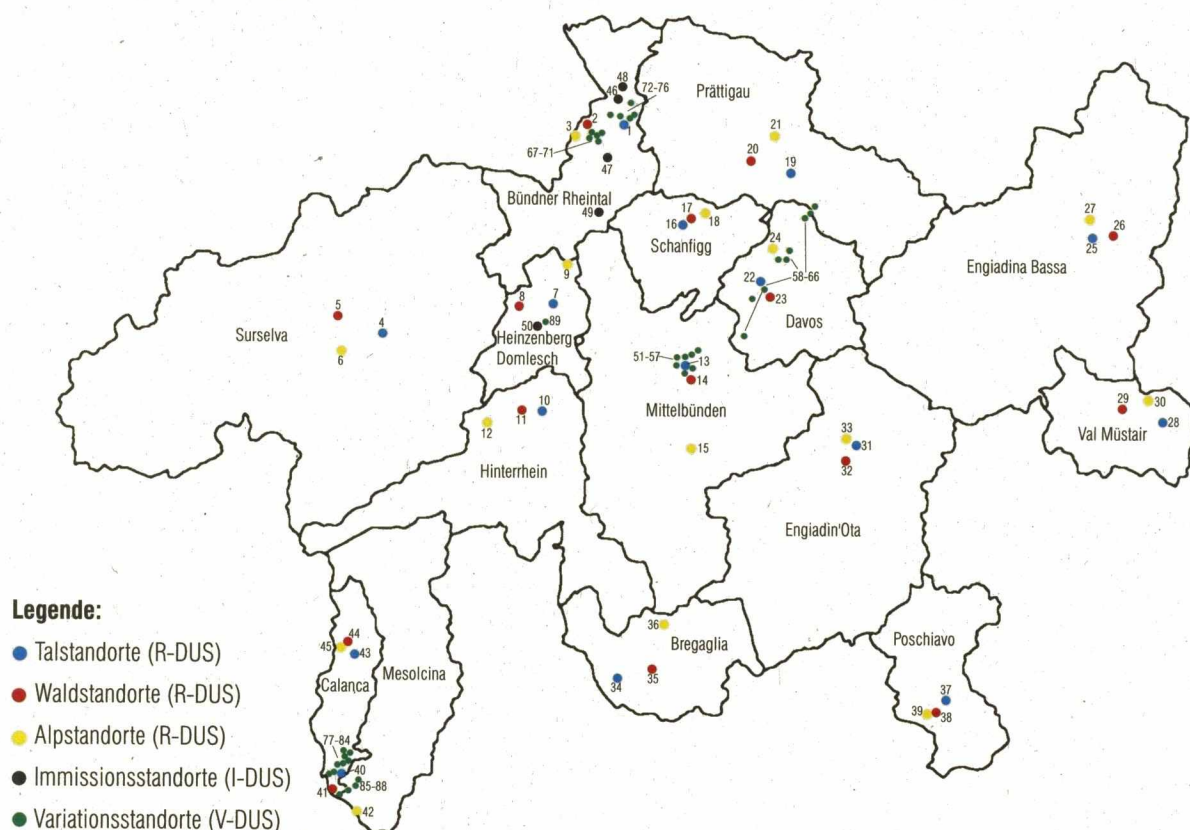 48
46
72-76
Prättigau
3
2
1
21
67-71
47
20
19
Bündner Rheintal
49
17
16
18
Schanfigg
27
26
25
Engiadina Bassa
24
9
22
58-66
23
Davos
5
4
6
Surselva
8
7
50
89
Heinzenberg
Domlesch
51-57
13
14
Mittelbünden
15
10
11
12
Hinterrhein
29
30
28
Val Müstair
33
31
32
Engiadin'Ota
Legende:
Talstandorte (R-DUS)
Waldstandorte (R-DUS)
Alpstandorte (R-DUS)
Immissionsstandorte (I-DUS)
Variationsstandorte (V-DUS)
44
45
43
Calanca
Mesolcina
77-84
40
41
85-88
42
36
Bregaglia
34
35
Poschiavo
37
39
38